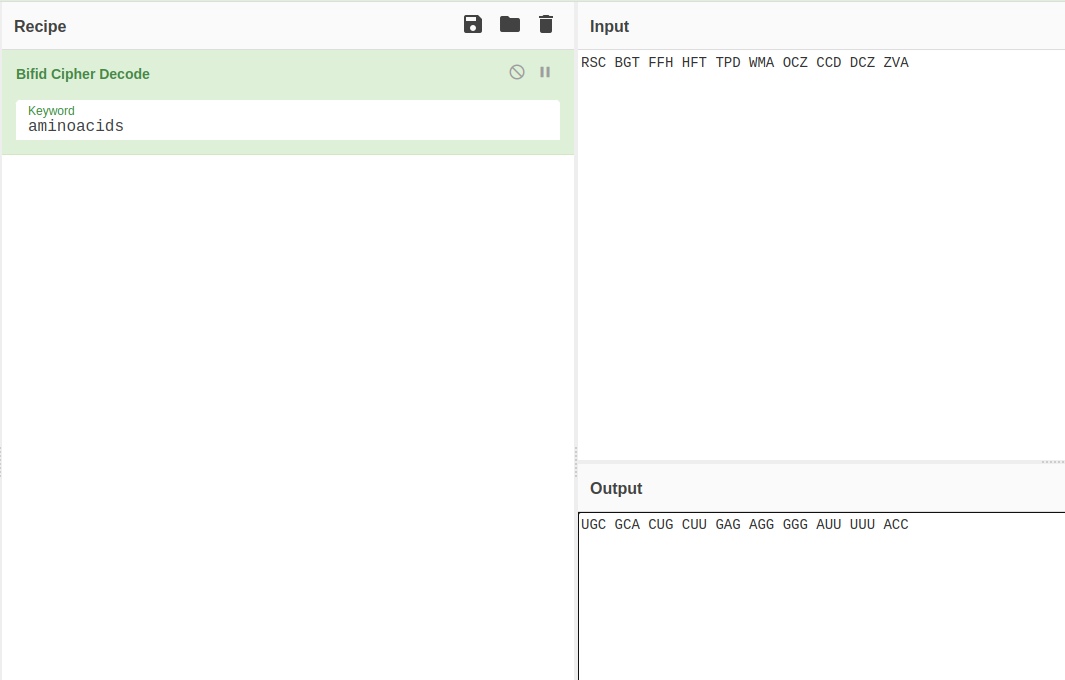 Recipe
Bifid Cipher Decode
Keyword
aminoacids
Input
RSC BGT FFH HFT TPD WMA OCZ CCD DCZ ZVA
Output
UGC GCA CUG CUU GAG AGG GGG AUU UUU ACC